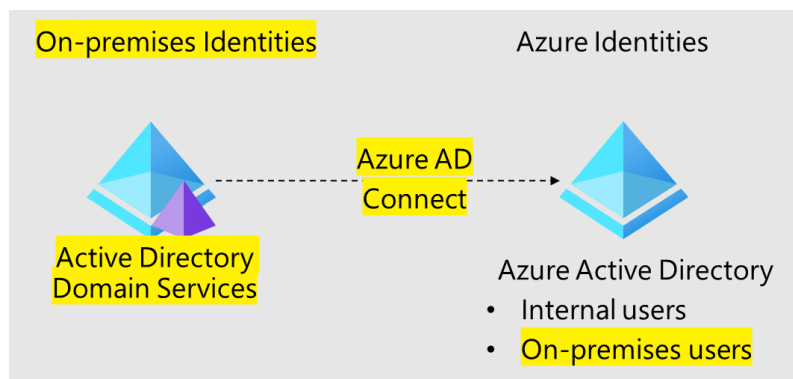 On-premises Identities
Azure Identities
Azure AD
Connect
Active Directory
Domain Services
Azure Active Directory
• Internal users
• On-premises users